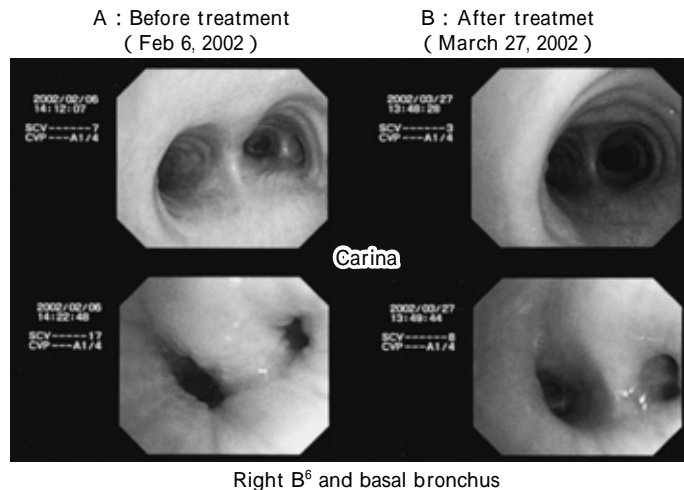 A : Before treatment
( Feb 6, 2002 )
B : After treatmet
( March 27, 2002 )
2002/02/06
14:12:07
SCV------7
CVP---A1/4
2002/03/27
13:48:28
SCV------3
CVP---A1/4
Carina
2002/02/06
14:22:48
SCV-----17
CVP---A1/4
2002/03/27
13:49:44
SCV------8
CVP---A1/4
Right B⁶ and basal bronchus